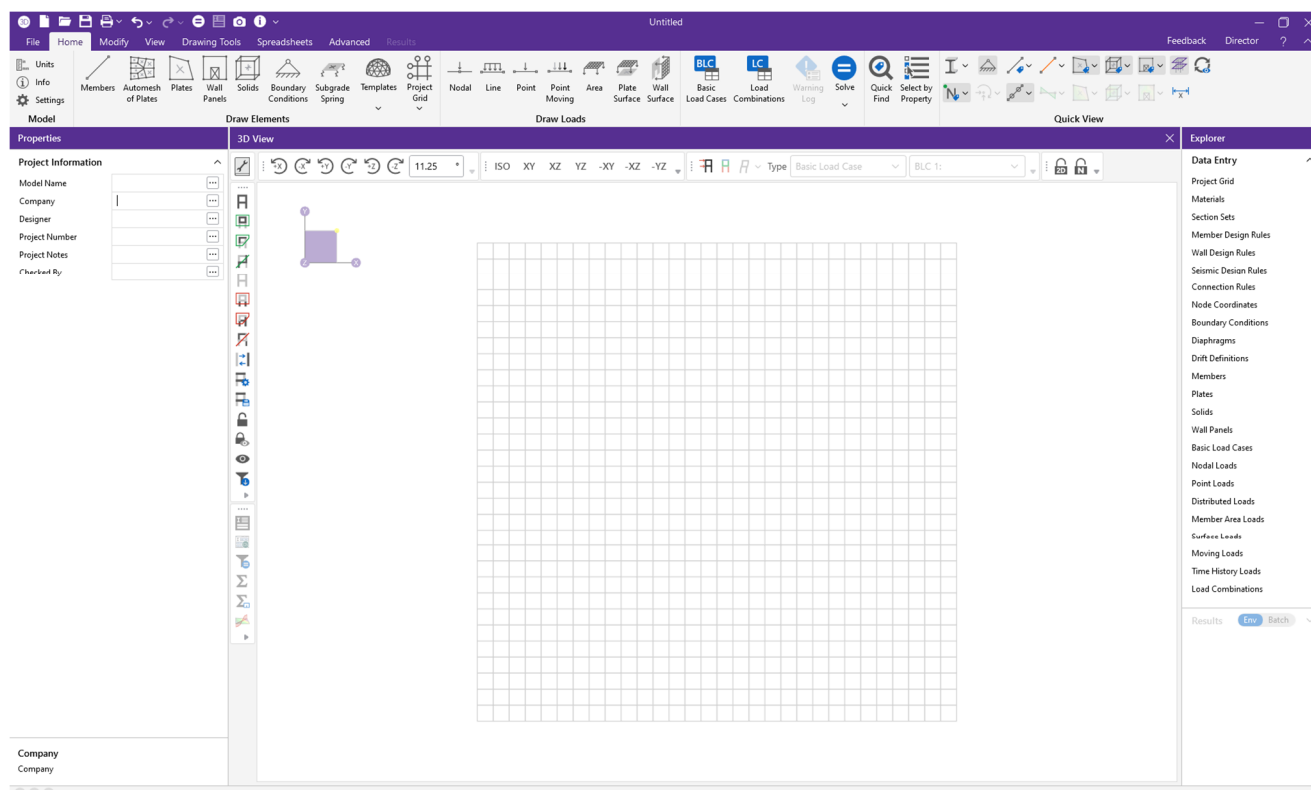 3D Untitled
File Home Modify View Drawing Tools Spreadsheets Advanced Results Feedback Director ?
Units
Info
Settings
Members
Automesh of Plates
Plates
Wall Panels
Solids
Boundary Conditions
Subgrade Spring
Templates
Project Grid
Nodal
Line
Point
Point Moving
Area
Plate Surface
Wall Surface
BLC
Basic Load Cases
LC
Load Combinations
Warning Log
Solve
Quick Find
Select by Property
N
x
Model Draw Elements Draw Loads Quick View
Properties
Project Information
Model Name ...
Company ...
Designer ...
Project Number ...
Project Notes ...
Checked By ...
Company
Company
3D View
+X -X +Y -Y +Z -Z 11.25 ° ISO XY XZ YZ -XY -XZ -YZ Type Basic Load Case BLC 1: 2D N
Y
Z X
Explorer
Data Entry
Project Grid
Materials
Section Sets
Member Design Rules
Wall Design Rules
Seismic Design Rules
Connection Rules
Node Coordinates
Boundary Conditions
Diaphragms
Drift Definitions
Members
Plates
Solids
Wall Panels
Basic Load Cases
Nodal Loads
Point Loads
Distributed Loads
Member Area Loads
Surface Loads
Moving Loads
Time History Loads
Load Combinations
Results Env Batch